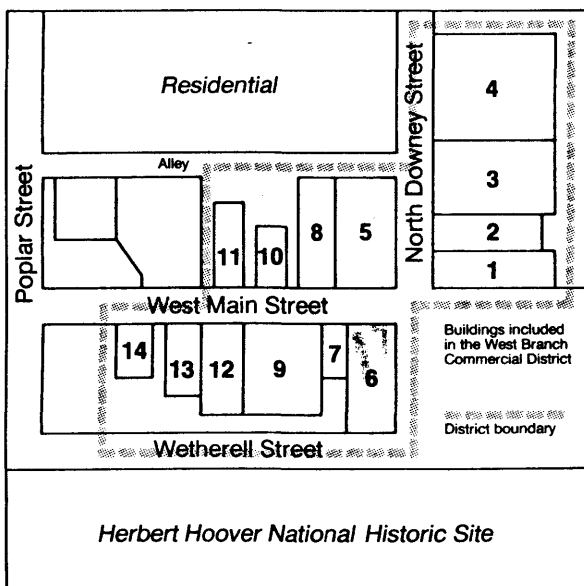 Residential
North Downey Street
4
Alley
3
Poplar Street
11
10
8
5
2
1
West Main Street
14
13
12
9
7
6
Buildings included
in the West Branch
Commercial District
District boundary
Wetherell Street
Herbert Hoover National Historic Site